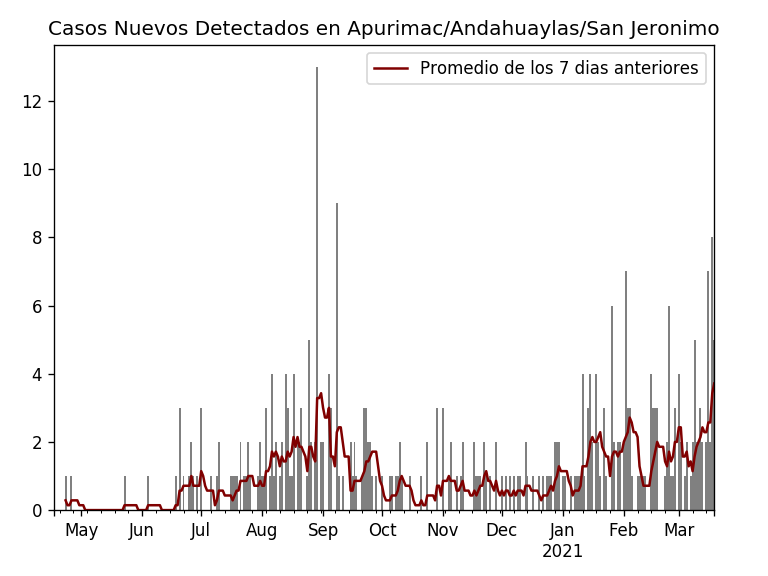 Casos Nuevos Detectados en Apurimac/Andahuaylas/San Jeronimo
Promedio de los 7 dias anteriores
12
10
8
6
4
2
0
May Jun Jul Aug Sep Oct Nov Dec Jan Feb Mar
2021